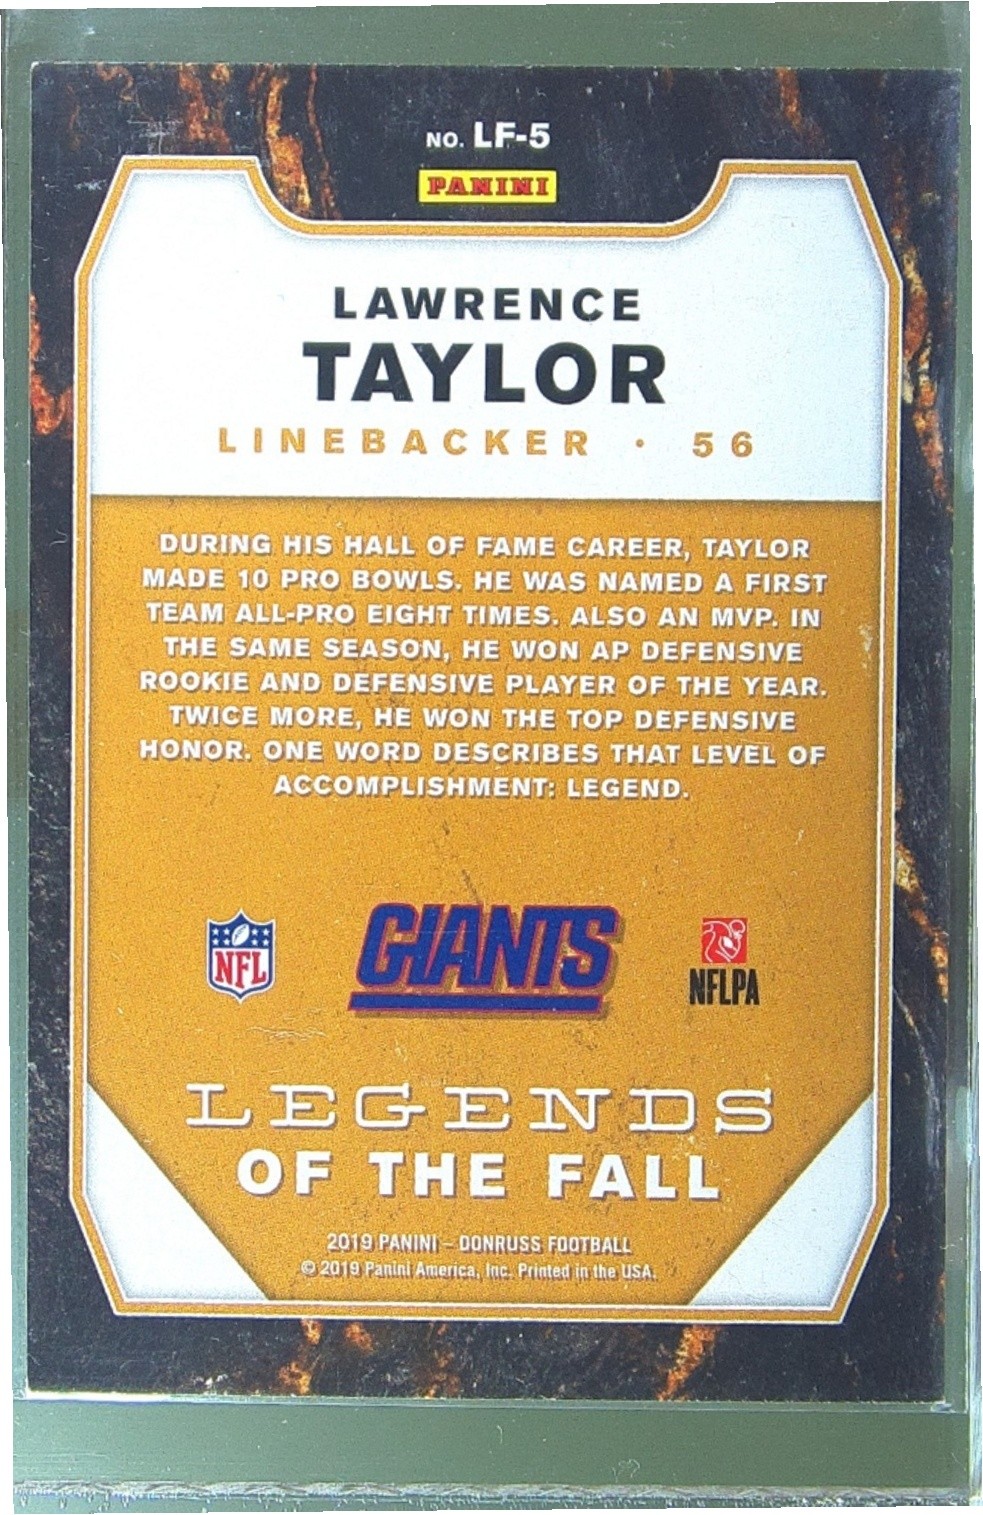 NO. LF-5
PANINI
LAWRENCE
TAYLOR
LINEBACKER · 56
DURING HIS HALL OF FAME CAREER, TAYLOR
MADE 10 PRO BOWLS. HE WAS NAMED A FIRST
TEAM ALL-PRO EIGHT TIMES. ALSO AN MVP. IN
THE SAME SEASON, HE WON AP DEFENSIVE
ROOKIE AND DEFENSIVE PLAYER OF THE YEAR.
TWICE MORE, HE WON THE TOP DEFENSIVE
HONOR. ONE WORD DESCRIBES THAT LEVEL OF
ACCOMPLISHMENT: LEGEND.
NFL
GIANTS
NFLPA
LEGENDS
OF THE FALL
2019 PANINI – DONRUSS FOOTBALL
© 2019 Panini America, Inc. Printed in the USA.